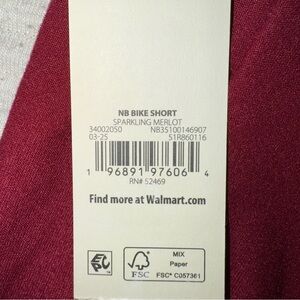 NB BIKE SHORT
SPARKLING MERLOT
34002050 NB35100146907
03-25 51R860116
1 96891 97606 4
RN# 52469
Find more at Walmart.com
FSC
MIX
Paper
FSC® C057361